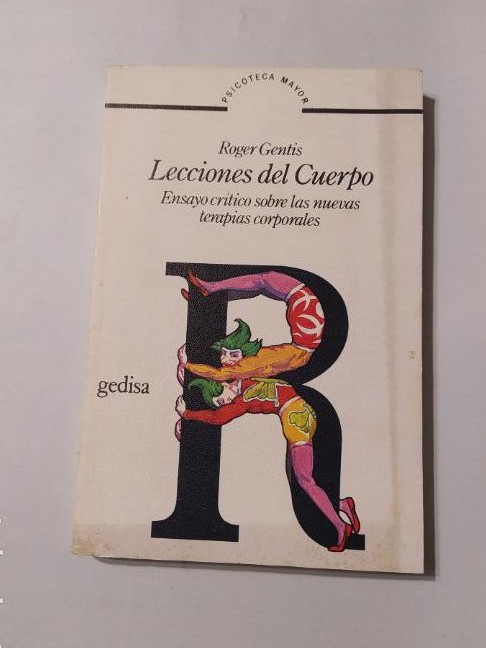 PSICOTECA MAYOR
Roger Gentis
Lecciones del Cuerpo
Ensayo crítico sobre las nuevas
terapias corporales
gedisa
R